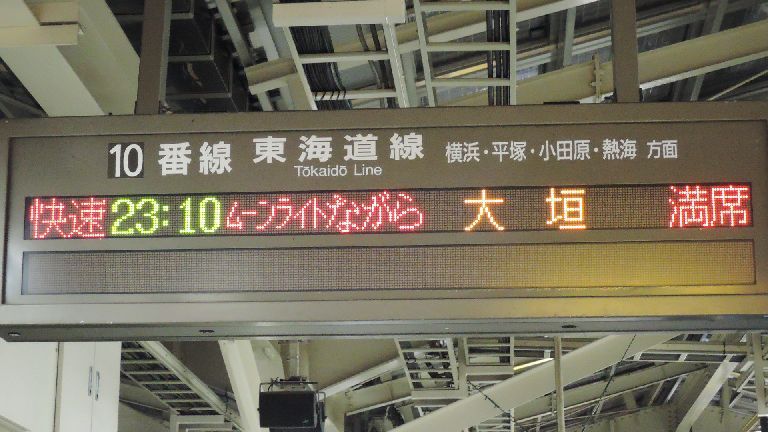 10番線 東海道線 横浜・平塚・小田原・熱海 方面
Tōkaidō Line
快速 23:10 ムーンライトながら 大垣 満席